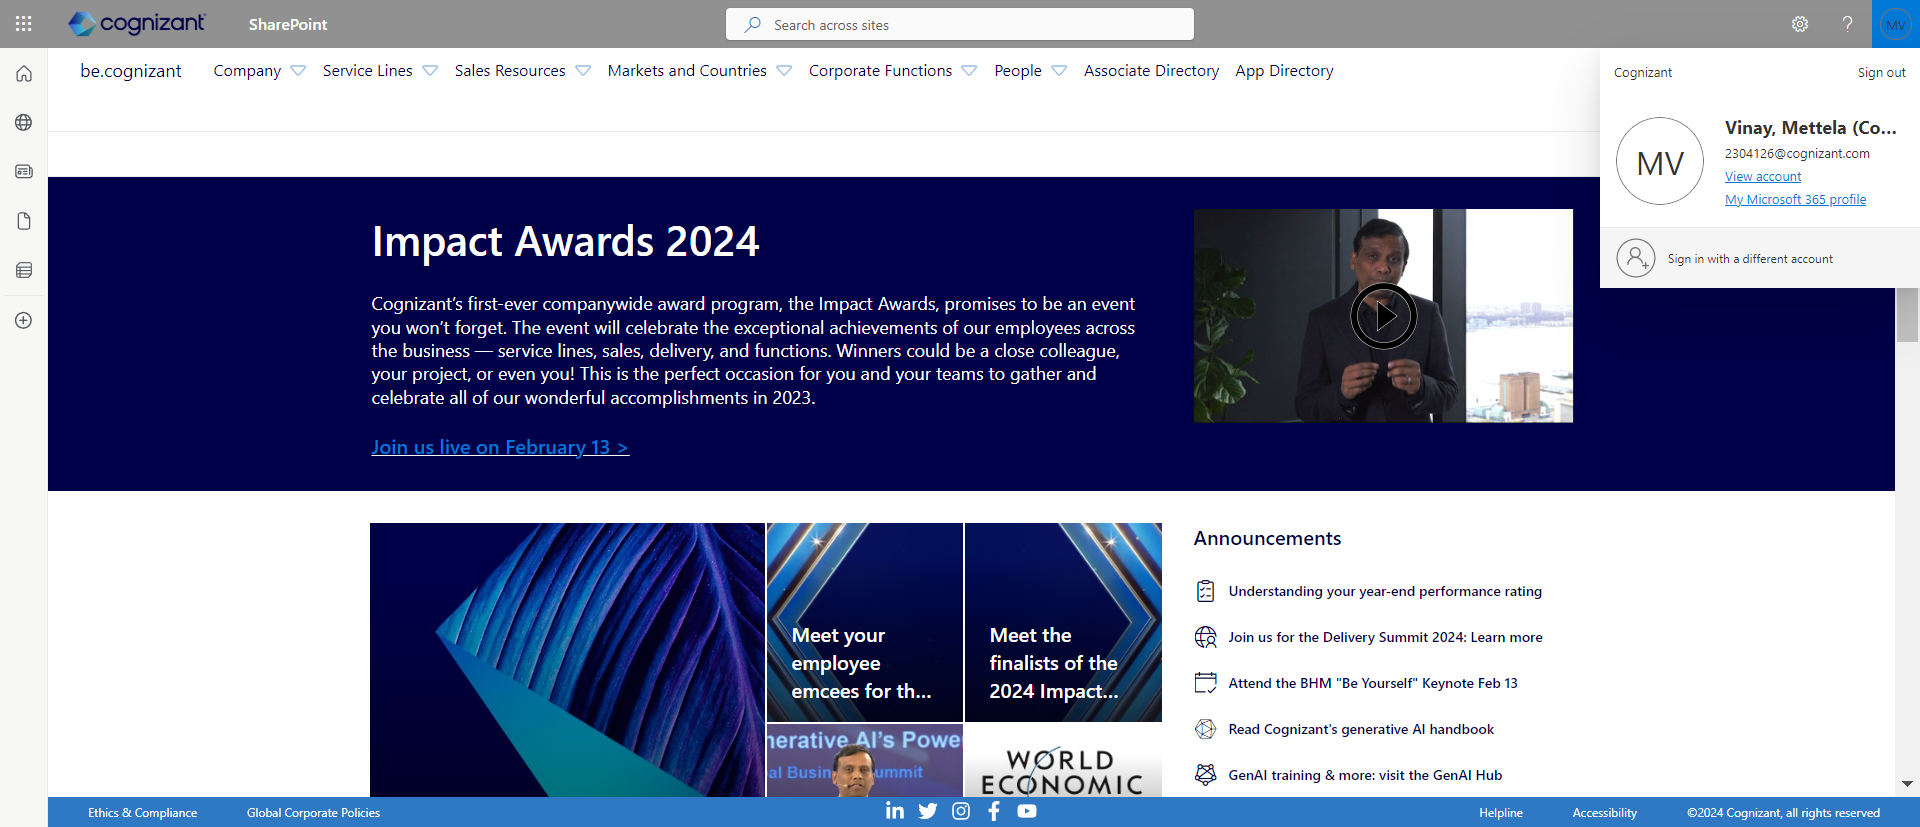 cognizant
SharePoint
Search across sites
?
MV
be.cognizant
Company
Service Lines
Sales Resources
Markets and Countries
Corporate Functions
People
Associate Directory
App Directory
Cognizant
Sign out
MV
Vinay, Mettela (Co...
2304126@cognizant.com
View account
My Microsoft 365 profile
Sign in with a different account
Impact Awards 2024
Cognizant’s first-ever companywide award program, the Impact Awards, promises to be an event
you won’t forget. The event will celebrate the exceptional achievements of our employees across
the business — service lines, sales, delivery, and functions. Winners could be a close colleague,
your project, or even you! This is the perfect occasion for you and your teams to gather and
celebrate all of our wonderful accomplishments in 2023.
Join us live on February 13 >
Meet your
employee
emcees for th...
Meet the
finalists of the
2024 Impact...
nerative AI’s Power
al Business Summit
WORLD
ECONOMIC
Announcements
Understanding your year-end performance rating
Join us for the Delivery Summit 2024: Learn more
Attend the BHM "Be Yourself" Keynote Feb 13
Read Cognizant's generative AI handbook
GenAI training & more: visit the GenAI Hub
Ethics & Compliance
Global Corporate Policies
Helpline
Accessibility
©2024 Cognizant, all rights reserved